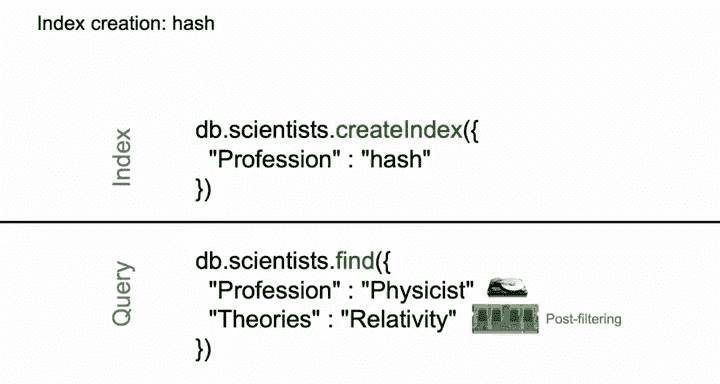 Index creation: hash
Index
db.scientists.createIndex({
"Profession" : "hash"
})
Query
db.scientists.find({
"Profession" : "Physicist"
"Theories" : "Relativity"
Post-filtering
})